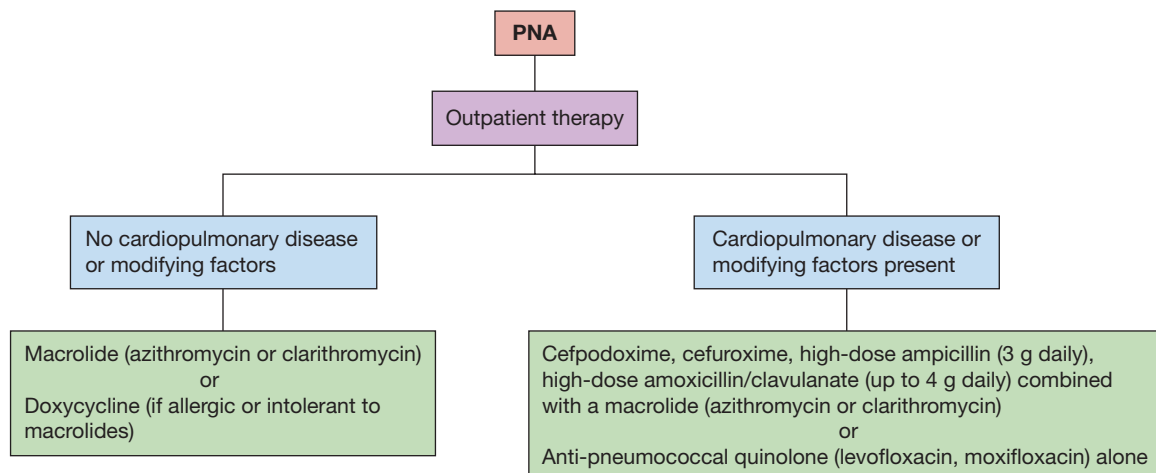 PNA
Outpatient therapy
No cardiopulmonary disease
or modifying factors
Cardiopulmonary disease or
modifying factors present
Macrolide (azithromycin or clarithromycin)
or
Doxycycline (if allergic or intolerant to
macrolides)
Cefpodoxime, cefuroxime, high-dose ampicillin (3 g daily),
high-dose amoxicillin/clavulanate (up to 4 g daily) combined
with a macrolide (azithromycin or clarithromycin)
or
Anti-pneumococcal quinolone (levofloxacin, moxifloxacin) alone